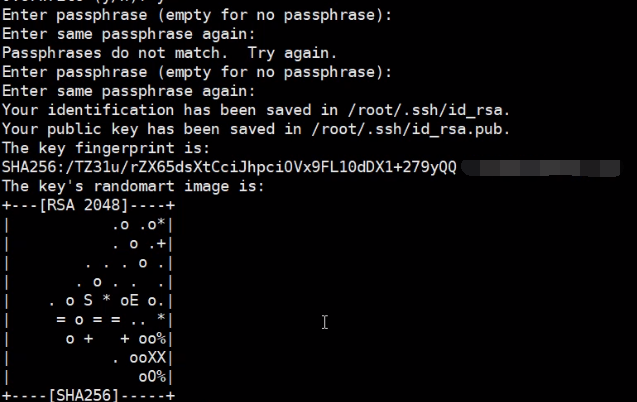 Enter passphrase (empty for no passphrase):
Enter same passphrase again:
Passphrases do not match.  Try again.
Enter passphrase (empty for no passphrase):
Enter same passphrase again:
Your identification has been saved in /root/.ssh/id_rsa.
Your public key has been saved in /root/.ssh/id_rsa.pub.
The key fingerprint is:
SHA256:/TZ31u/rZX65dsXtCciJhpciOVx9FL10dDX1+279yQQ
The key's randomart image is:
+---[RSA 2048]----+
|            .o .o*|
|            . o .+|
|         . . . o .|
|        . o . .  .|
|     . o S * oE o.|
|      = o = = .. *|
|       o +   + oo%|
|            . ooXX|
|               oO%|
+----[SHA256]-----+